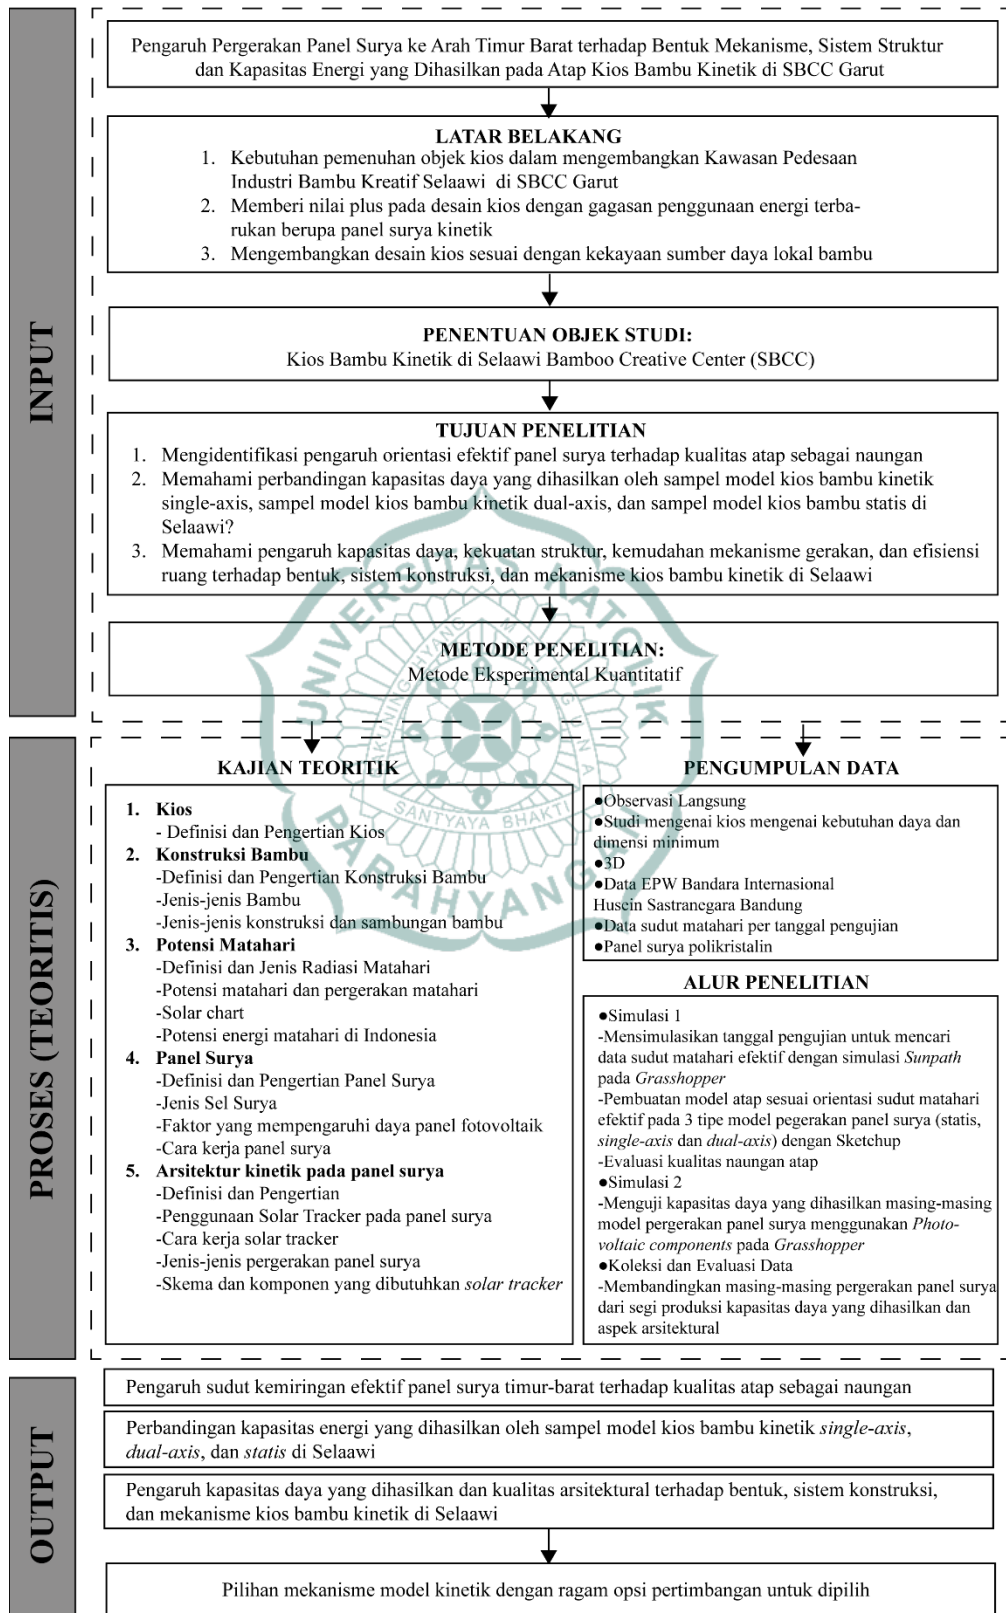 INPUT
Pengaruh Pergerakan Panel Surya ke Arah Timur Barat terhadap Bentuk Mekanisme, Sistem Struktur
dan Kapasitas Energi yang Dihasilkan pada Atap Kios Bambu Kinetik di SBCC Garut
LATAR BELAKANG
1. Kebutuhan pemenuhan objek kios dalam mengembangkan Kawasan Pedesaan
Industri Bambu Kreatif Selaawi di SBCC Garut
2. Memberi nilai plus pada desain kios dengan gagasan penggunaan energi terba-
rukan berupa panel surya kinetik
3. Mengembangkan desain kios sesuai dengan kekayaan sumber daya lokal bambu
PENENTUAN OBJEK STUDI:
Kios Bambu Kinetik di Selaawi Bamboo Creative Center (SBCC)
TUJUAN PENELITIAN
1. Mengidentifikasi pengaruh orientasi efektif panel surya terhadap kualitas atap sebagai naungan
2. Memahami perbandingan kapasitas daya yang dihasilkan oleh sampel model kios bambu kinetik
single-axis, sampel model kios bambu kinetik dual-axis, dan sampel model kios bambu statis di
Selaawi?
3. Memahami pengaruh kapasitas daya, kekuatan struktur, kemudahan mekanisme gerakan, dan efisiensi
ruang terhadap bentuk, sistem konstruksi, dan mekanisme kios bambu kinetik di Selaawi
METODE PENELITIAN:
Metode Eksperimental Kuantitatif
UNIVERSITAS KATOLIK
PARAHYANGAN
SANTYAYA BHAKTI
PROSES (TEORITIS)
KAJIAN TEORITIK
1. Kios
- Definisi dan Pengertian Kios
2. Konstruksi Bambu
-Definisi dan Pengertian Konstruksi Bambu
-Jenis-jenis Bambu
-Jenis-jenis konstruksi dan sambungan bambu
3. Potensi Matahari
-Definisi dan Jenis Radiasi Matahari
-Potensi matahari dan pergerakan matahari
-Solar chart
-Potensi energi matahari di Indonesia
4. Panel Surya
-Definisi dan Pengertian Panel Surya
-Jenis Sel Surya
-Faktor yang mempengaruhi daya panel fotovoltaik
-Cara kerja panel surya
5. Arsitektur kinetik pada panel surya
-Definisi dan Pengertian
-Penggunaan Solar Tracker pada panel surya
-Cara kerja solar tracker
-Jenis-jenis pergerakan panel surya
-Skema dan komponen yang dibutuhkan solar tracker
PENGUMPULAN DATA
●Observasi Langsung
●Studi mengenai kios mengenai kebutuhan daya dan
dimensi minimum
●3D
●Data EPW Bandara Internasional
Husein Sastranegara Bandung
●Data sudut matahari per tanggal pengujian
●Panel surya polikristalin
ALUR PENELITIAN
●Simulasi 1
-Mensimulasikan tanggal pengujian untuk mencari
data sudut matahari efektif dengan simulasi Sunpath
pada Grasshopper
-Pembuatan model atap sesuai orientasi sudut matahari
efektif pada 3 tipe model pegerakan panel surya (statis,
single-axis dan dual-axis) dengan Sketchup
-Evaluasi kualitas naungan atap
●Simulasi 2
-Menguji kapasitas daya yang dihasilkan masing-masing
model pergerakan panel surya menggunakan Photo-
voltaic components pada Grasshopper
●Koleksi dan Evaluasi Data
-Membandingkan masing-masing pergerakan panel surya
dari segi produksi kapasitas daya yang dihasilkan dan
aspek arsitektural
OUTPUT
Pengaruh sudut kemiringan efektif panel surya timur-barat terhadap kualitas atap sebagai naungan
Perbandingan kapasitas energi yang dihasilkan oleh sampel model kios bambu kinetik single-axis,
dual-axis, dan statis di Selaawi
Pengaruh kapasitas daya yang dihasilkan dan kualitas arsitektural terhadap bentuk, sistem konstruksi,
dan mekanisme kios bambu kinetik di Selaawi
Pilihan mekanisme model kinetik dengan ragam opsi pertimbangan untuk dipilih